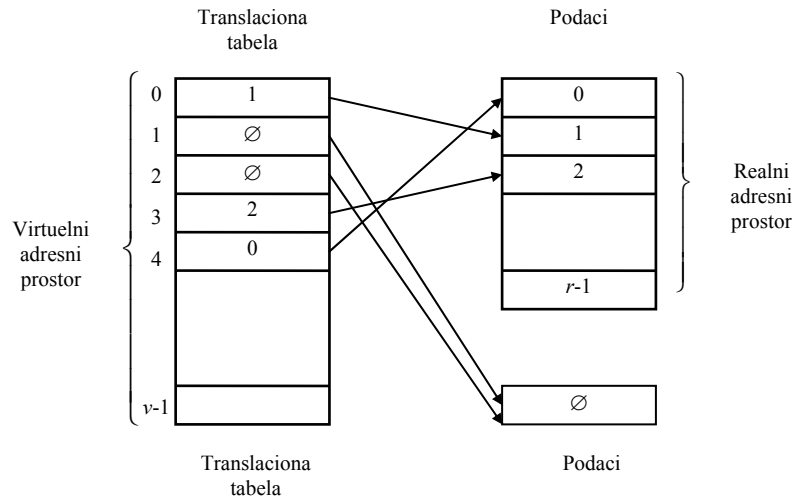 Translaciona
tabela
Podaci
0
1
1
∅
2
∅
3
2
4
0
v-1
Virtuelni
adresni
prostor
0
1
2
r-1
∅
Realni
adresni
prostor
Translaciona
tabela
Podaci